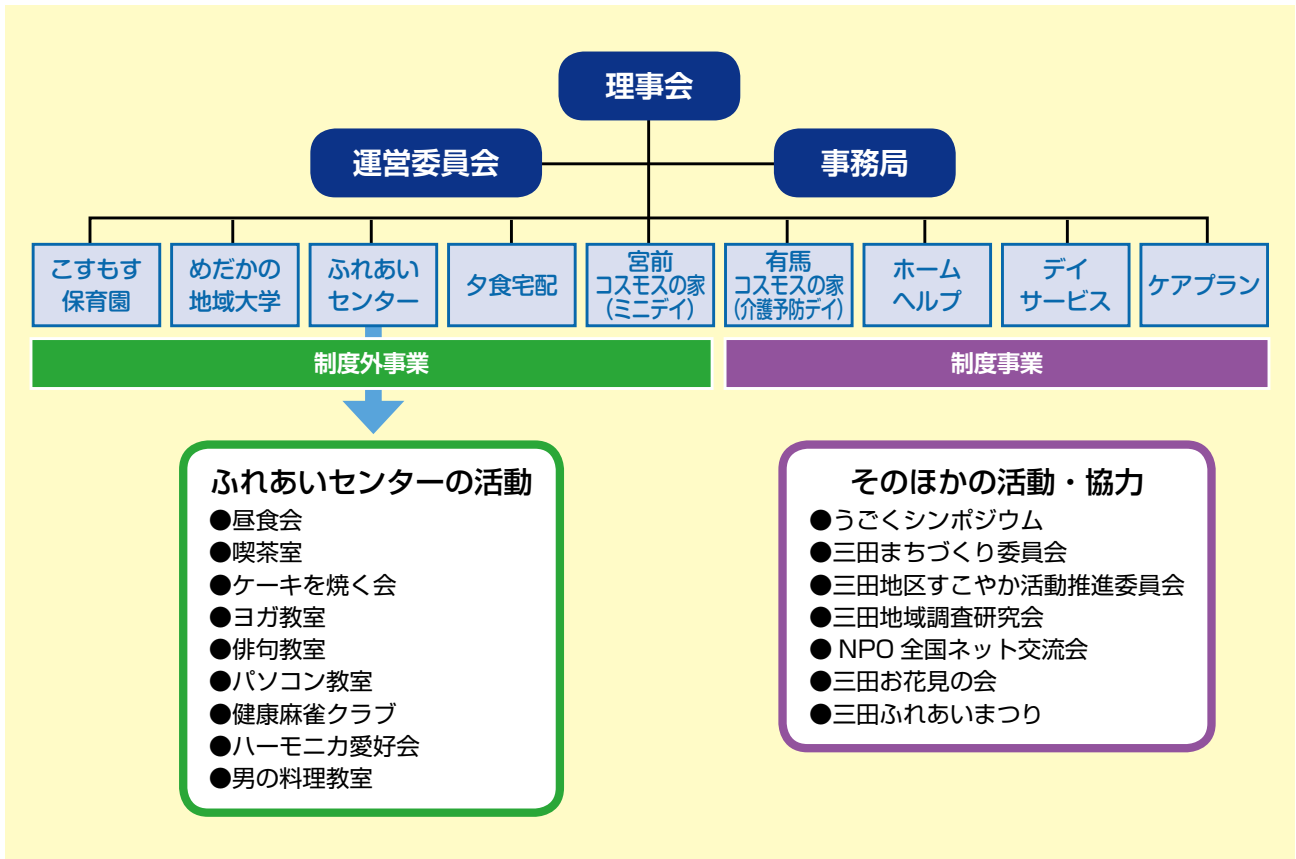 理事会
運営委員会
事務局
こすもす
保育園
めだかの
地域大学
ふれあい
センター
夕食宅配
宮前
コスモスの家
(ミニデイ)
有馬
コスモスの家
(介護予防デイ)
ホーム
ヘルプ
デイ
サービス
ケアプラン
制度外事業
制度事業
ふれあいセンターの活動
●昼食会
●喫茶室
●ケーキを焼く会
●ヨガ教室
●俳句教室
●パソコン教室
●健康麻雀クラブ
●ハーモニカ愛好会
●男の料理教室
そのほかの活動・協力
●うごくシンポジウム
●三田まちづくり委員会
●三田地区すこやか活動推進委員会
●三田地域調査研究会
●NPO全国ネット交流会
●三田お花見の会
●三田ふれあいまつり